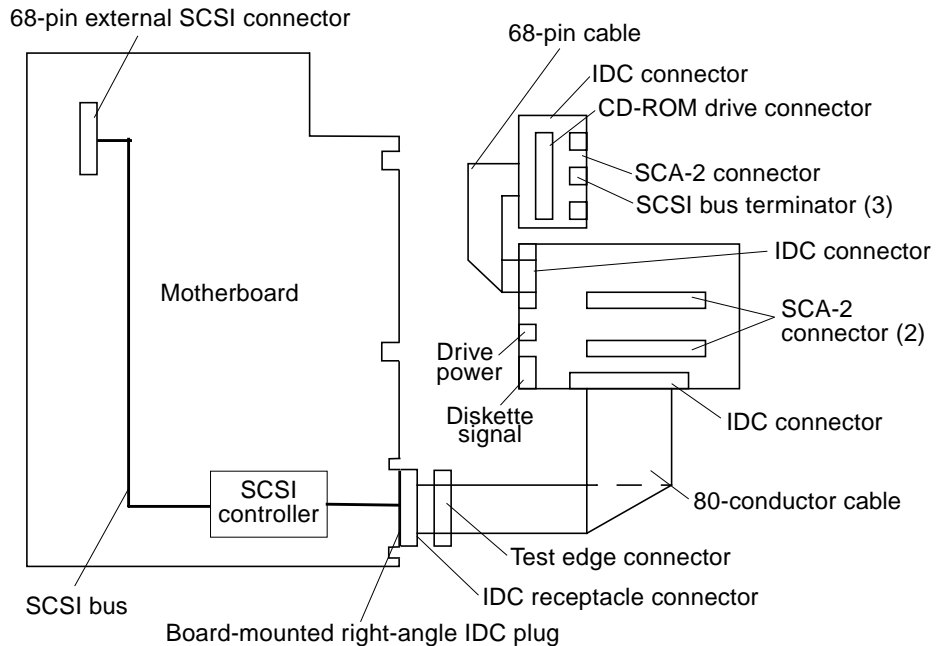 68-pin external SCSI connector
68-pin cable
IDC connector
CD-ROM drive connector
SCA-2 connector
SCSI bus terminator (3)
IDC connector
Motherboard
SCA-2
connector (2)
Drive
power
Diskette
signal
IDC connector
SCSI
controller
80-conductor cable
Test edge connector
IDC receptacle connector
SCSI bus
Board-mounted right-angle IDC plug